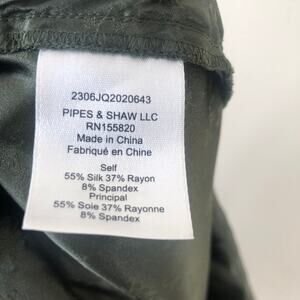 2306JQ2020643
PIPES & SHAW LLC
RN155820
Made in China
Fabriqué en Chine
Self
55% Silk 37% Rayon
8% Spandex
Principal
55% Soie 37% Rayonne
8% Spandex